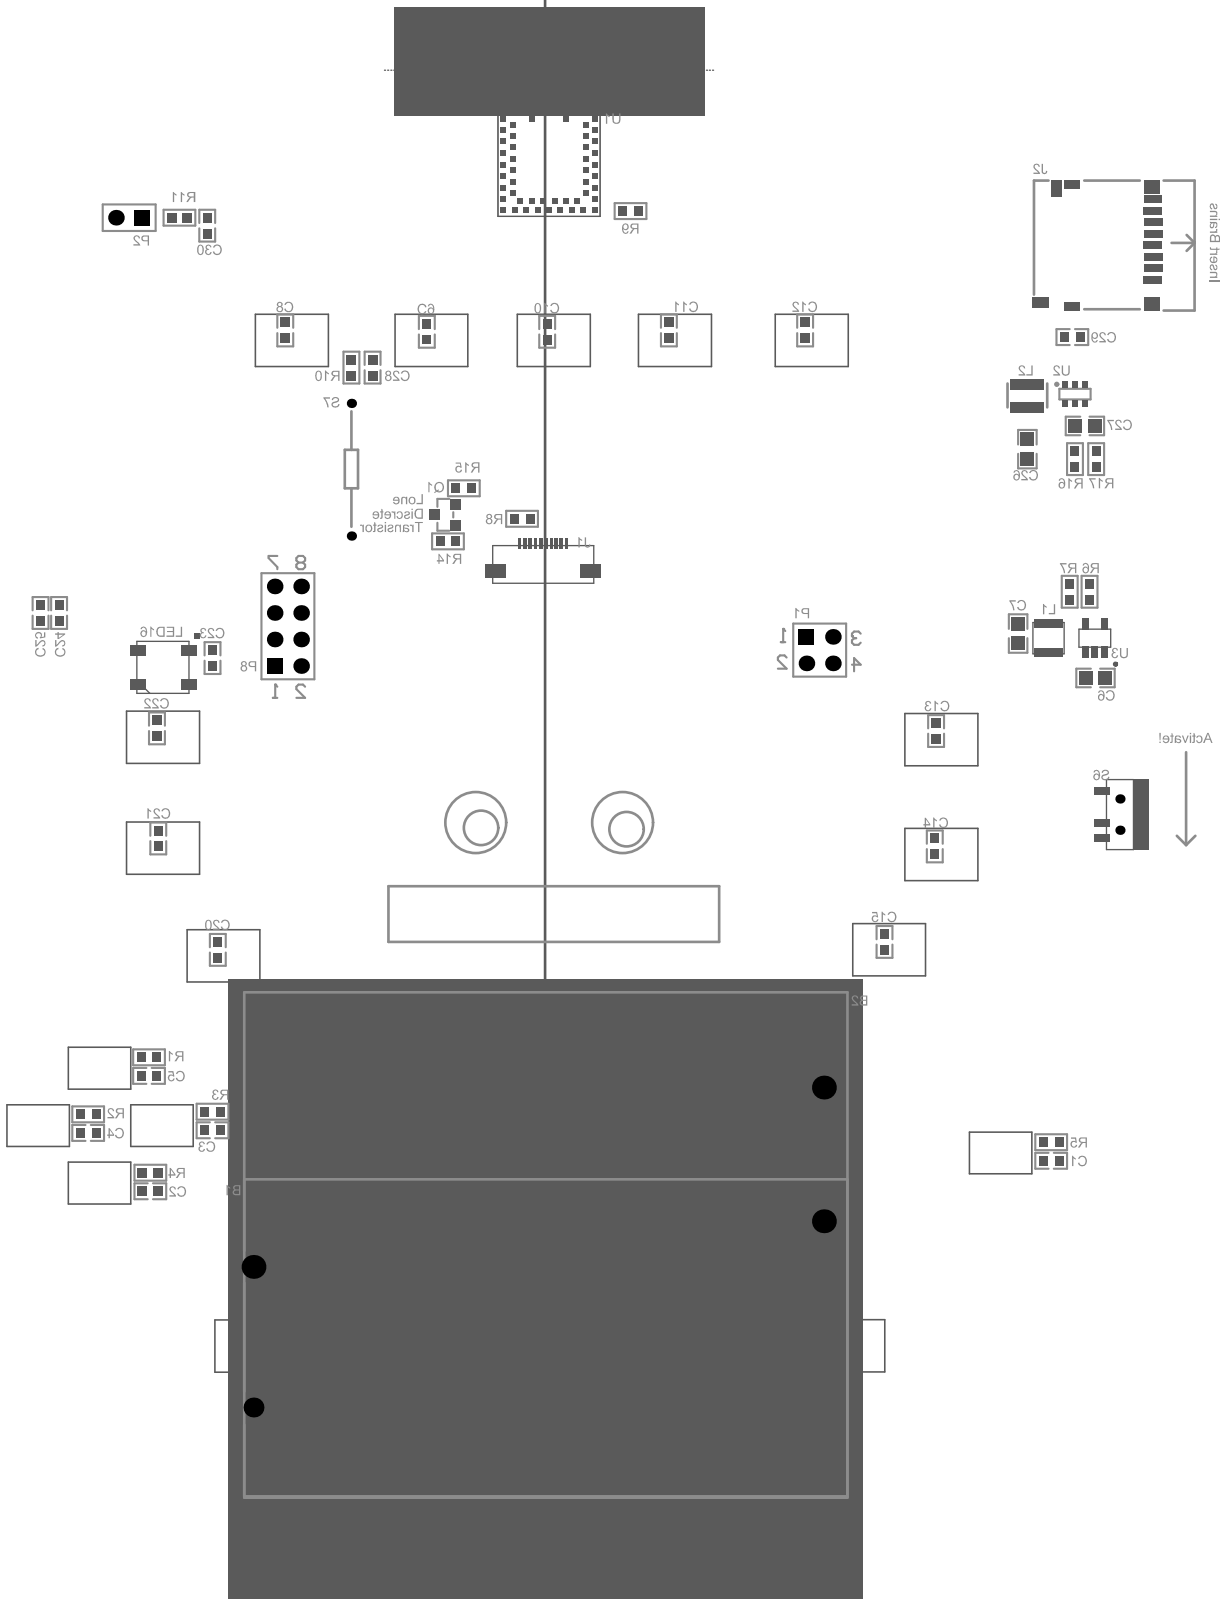 U1
J2
R11
P2
C30
R9
Insert Brains
C8
C9
C10
C11
C12
C29
R10
C28
L2
U2
S7
C27
R15
Q1
C26
R16
R17
Lone
Discrete
Transistor
R8
R14
J1
7 8
R7
R6
C7
L1
P1
C25
C24
LED16
C23
1
3
P8
2
4
U3
1 2
C6
C22
C13
Activate!
S6
C21
C14
C20
C15
B2
R1
C5
R3
R2
C4
C3
R5
C1
R4
C2
B1